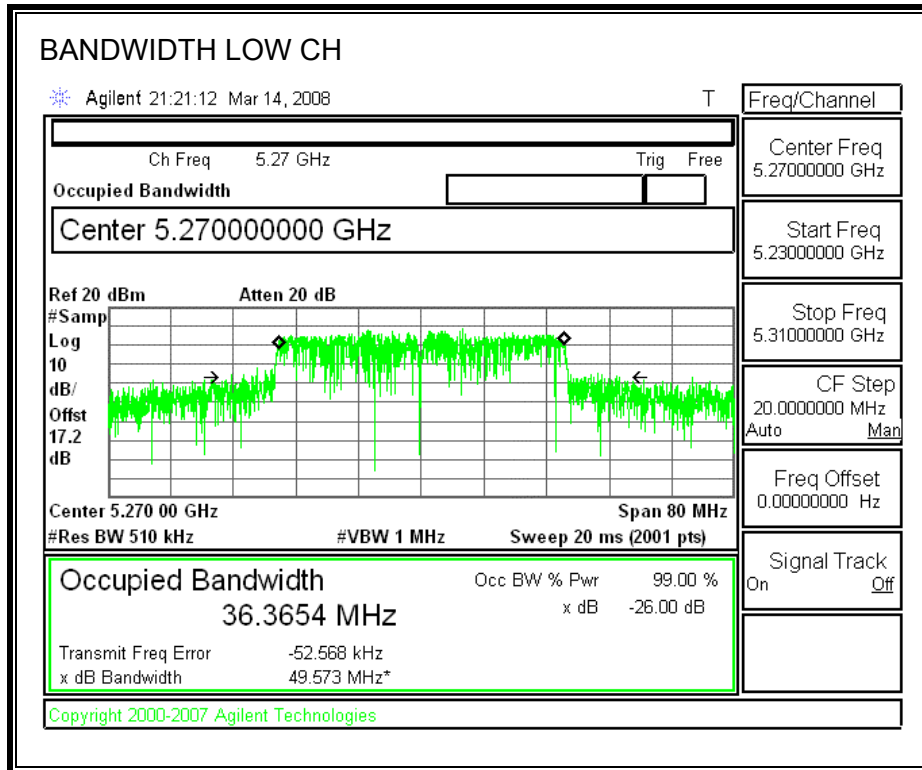 BANDWIDTH LOW CH
Agilent 21:21:12 Mar 14, 2008 T
Freq/Channel
Ch Freq 5.27 GHz Trig Free
Occupied Bandwidth
Center 5.270000000 GHz
Center Freq
5.27000000 GHz
Start Freq
5.23000000 GHz
Stop Freq
5.31000000 GHz
CF Step
20.0000000 MHz
Auto Man
Freq Offset
0.00000000 Hz
Signal Track
On Off
Ref 20 dBm Atten 20 dB
#Samp
Log
10
dB/
Offst
17.2
dB
Center 5.270 00 GHz Span 80 MHz
#Res BW 510 kHz #VBW 1 MHz Sweep 20 ms (2001 pts)
Occupied Bandwidth Occ BW % Pwr 99.00 %
36.3654 MHz x dB -26.00 dB
Transmit Freq Error -52.568 kHz
x dB Bandwidth 49.573 MHz*
Copyright 2000-2007 Agilent Technologies